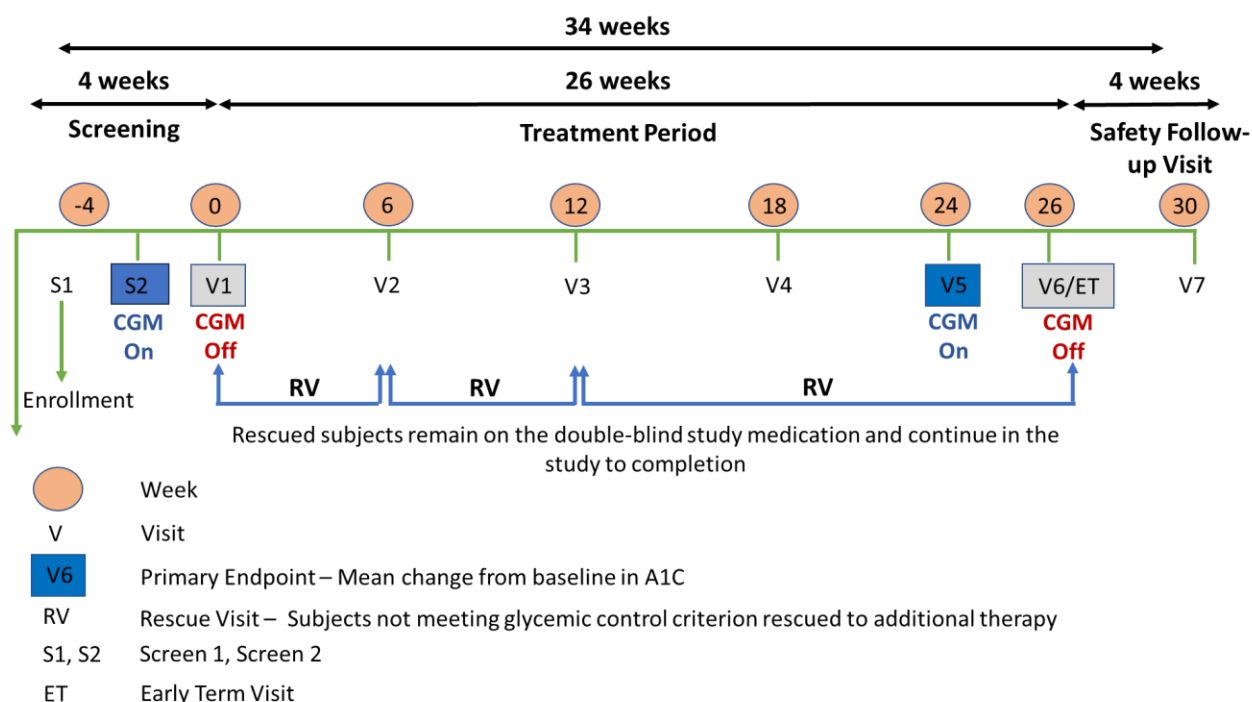 34 weeks
4 weeks
26 weeks
4 weeks
Screening
Treatment Period
Safety Follow-
up Visit
-4
0
6
12
18
24
26
30
S1
S2
V1
V2
V3
V4
V5
V6/ET
V7
CGM
On
CGM
Off
CGM
On
CGM
Off
Enrollment
RV
RV
RV
Rescued subjects remain on the double-blind study medication and continue in the
study to completion
Week
V Visit
V6 Primary Endpoint – Mean change from baseline in A1C
RV Rescue Visit – Subjects not meeting glycemic control criterion rescued to additional therapy
S1, S2 Screen 1, Screen 2
ET Early Term Visit